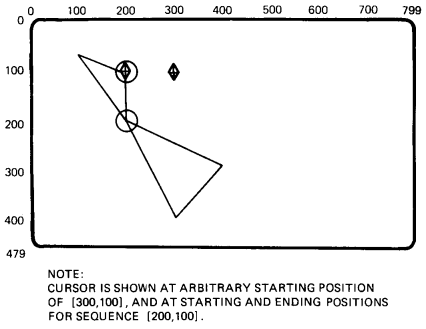 0 100 200 300 400 500 600 700 799
0
100
200
300
400
479
NOTE:
CURSOR IS SHOWN AT ARBITRARY STARTING POSITION
OF [300,100], AND AT STARTING AND ENDING POSITIONS
FOR SEQUENCE [200,100].